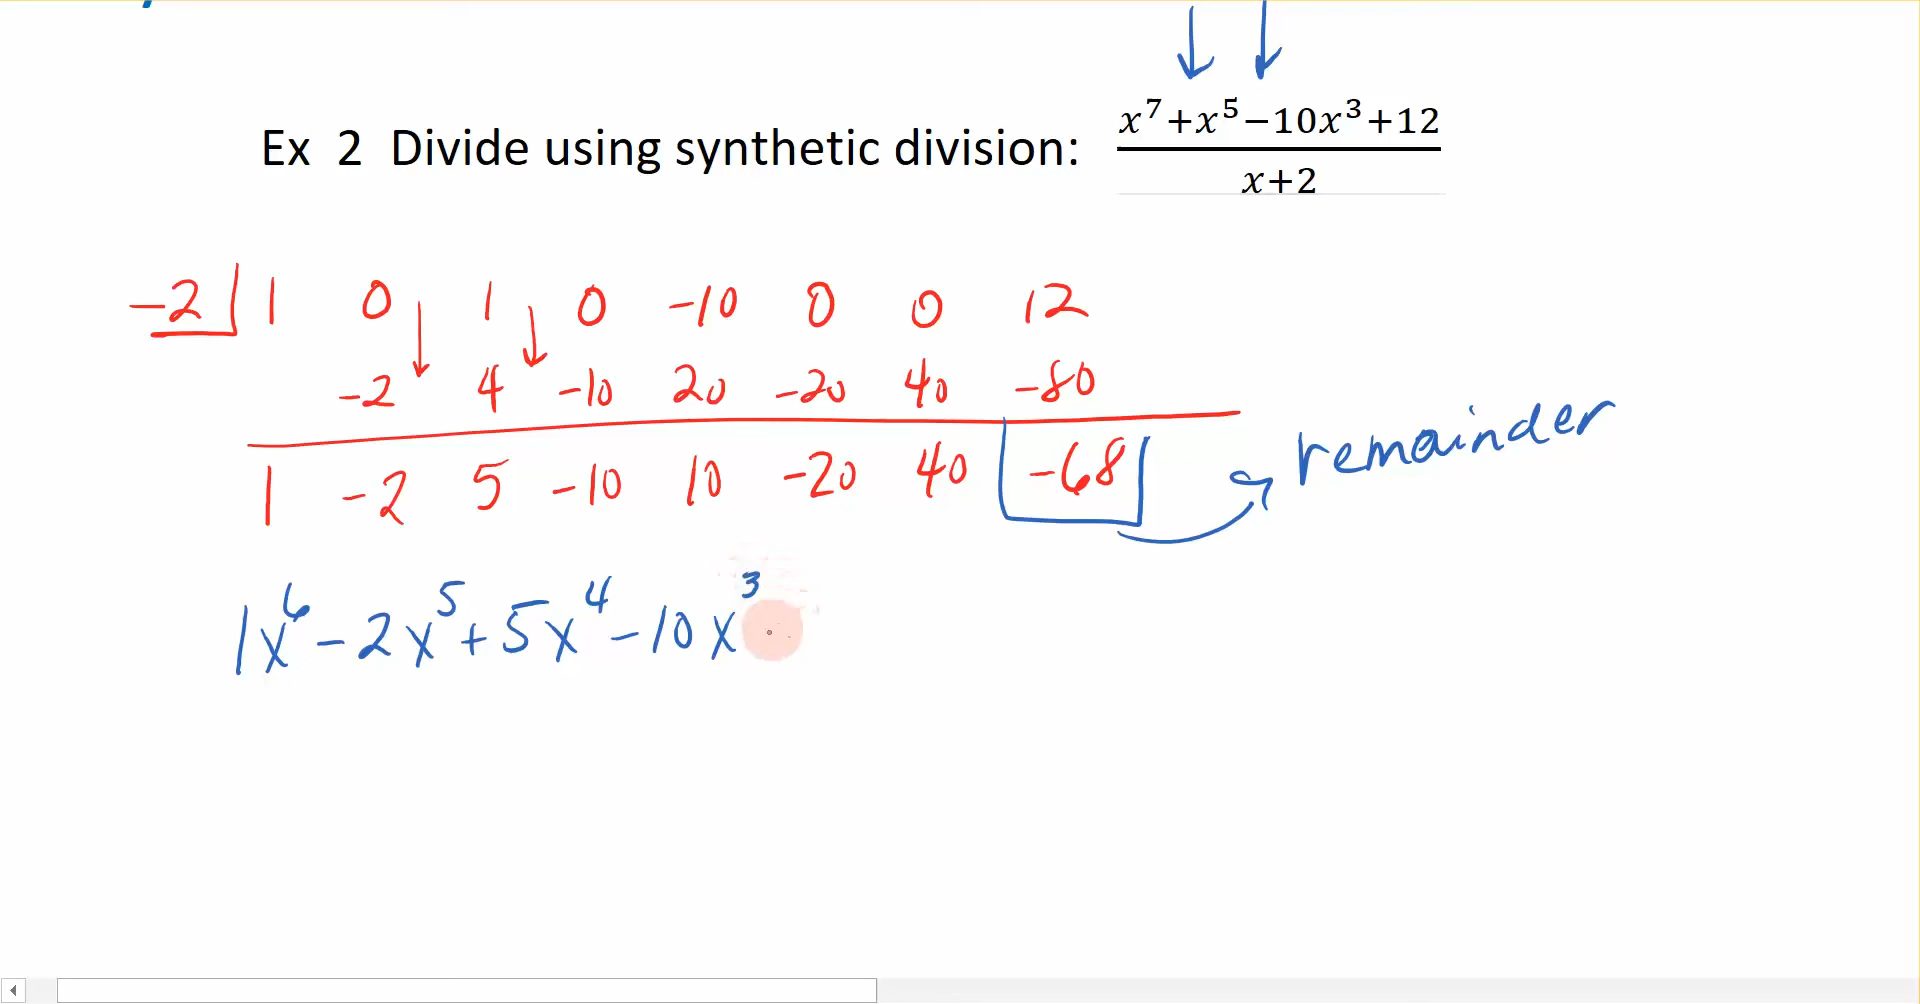 Ex 2 Divide using synthetic division: x⁷+x⁵−10x³+12 / x+2
-2 | 1 0 1 0 -10 0 0 12
-2 4 -10 20 -20 40 -80
1 -2 5 -10 10 -20 40 -68 remainder
1x⁶ - 2x⁵ + 5x⁴ - 10x³